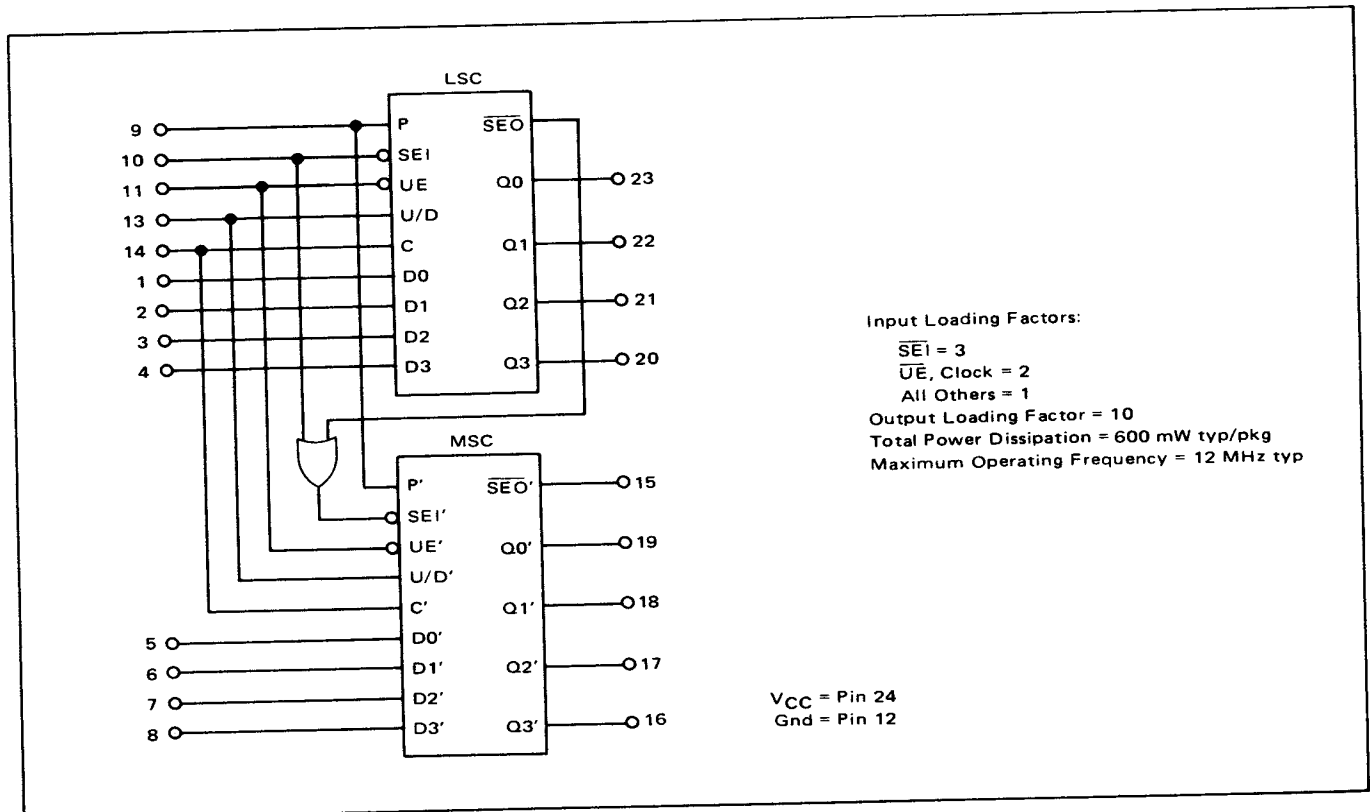 LSC
9 P SEO
10 SEI
11 UE Q0 23
13 U/D
14 C Q1 22
1 D0
2 D1 Q2 21
3 D2
4 D3 Q3 20
MSC
P' SEO' 15
SEI'
UE' Q0' 19
U/D'
C' Q1' 18
5 D0'
6 D1' Q2' 17
7 D2'
8 D3' Q3' 16
Input Loading Factors:
SEI = 3
UE, Clock = 2
All Others = 1
Output Loading Factor = 10
Total Power Dissipation = 600 mW typ/pkg
Maximum Operating Frequency = 12 MHz typ
VCC = Pin 24
Gnd = Pin 12